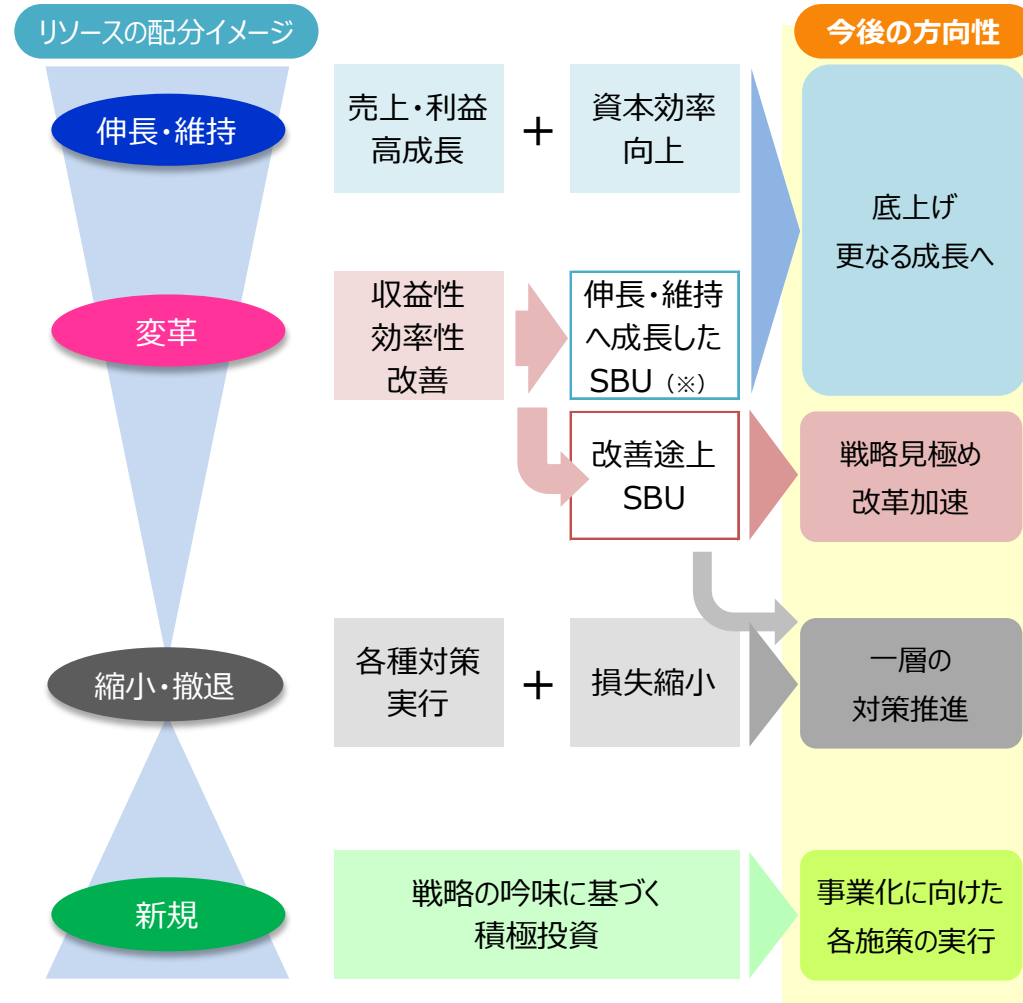 リソースの配分イメージ
今後の方向性
伸長・維持
売上・利益
高成長
+
資本効率
向上
底上げ
更なる成長へ
変革
収益性
効率性
改善
伸長・維持
へ成長した
SBU（※）
改善途上
SBU
戦略見極め
改革加速
縮小・撤退
各種対策
実行
+
損失縮小
一層の
対策推進
新規
戦略の吟味に基づく
積極投資
事業化に向けた
各施策の実行